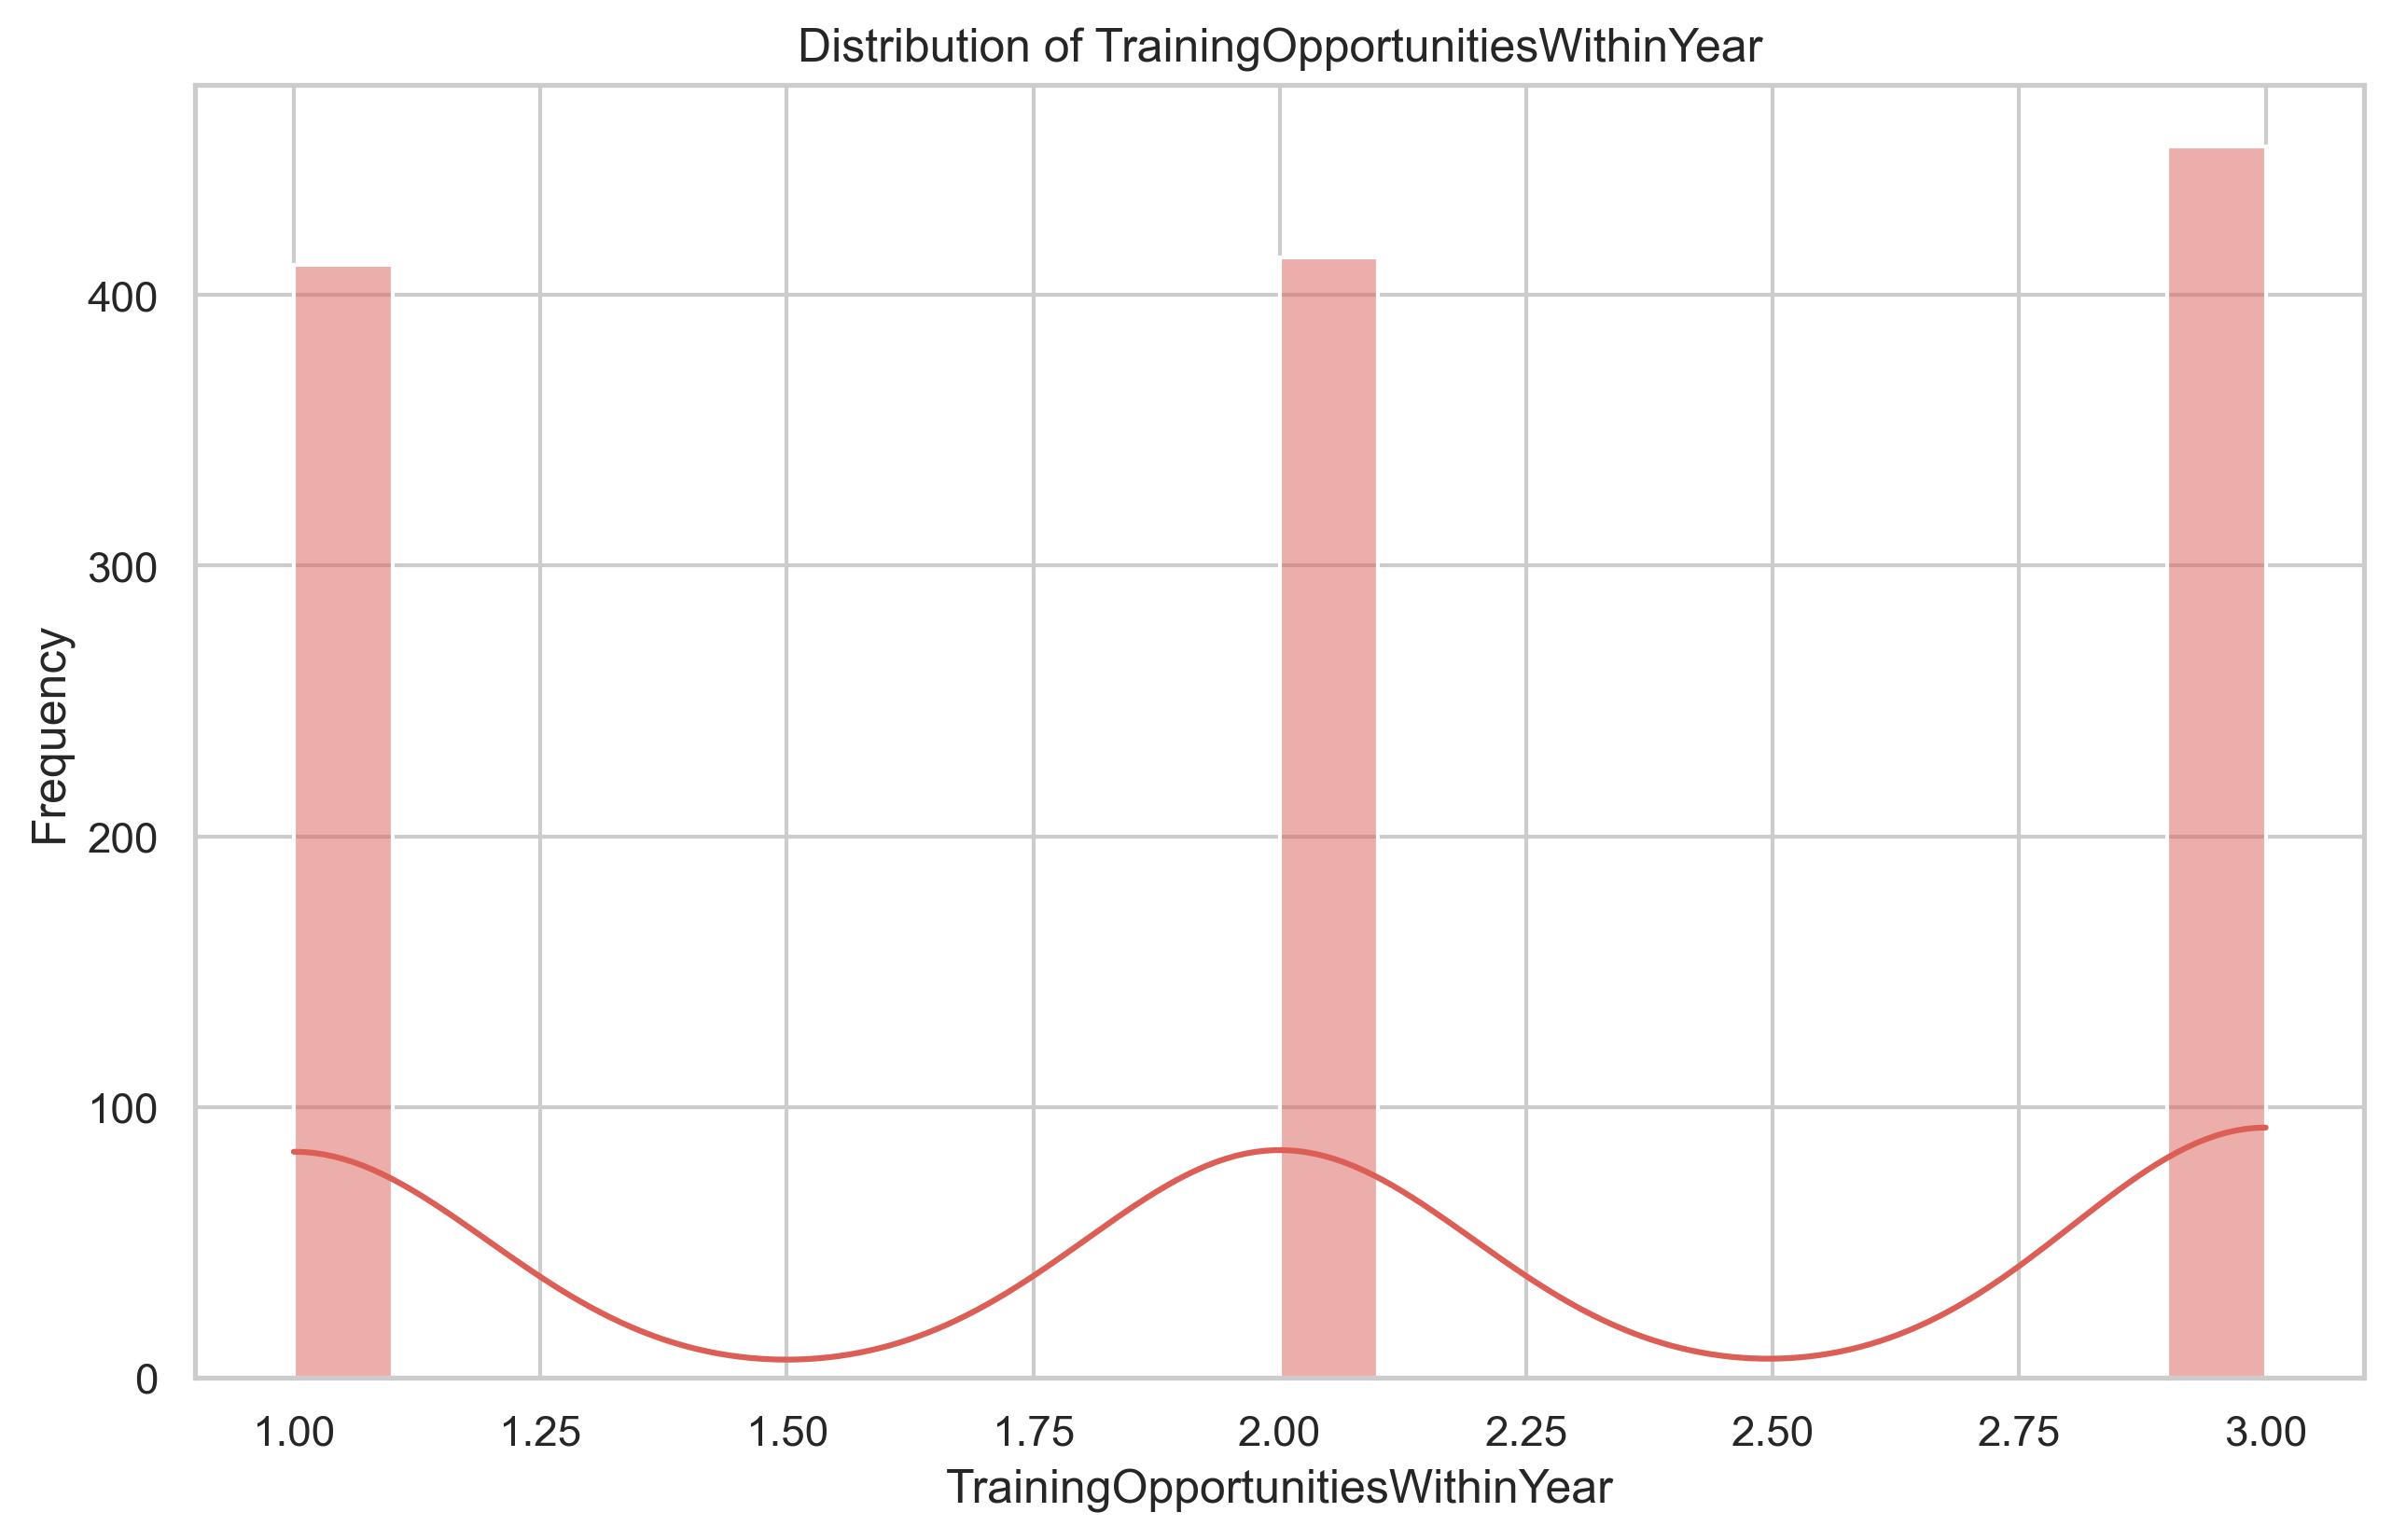 Distribution of TrainingOpportunitiesWithinYear
Frequency
400
300
200
100
0
1.00 1.25 1.50 1.75 2.00 2.25 2.50 2.75 3.00
TrainingOpportunitiesWithinYear